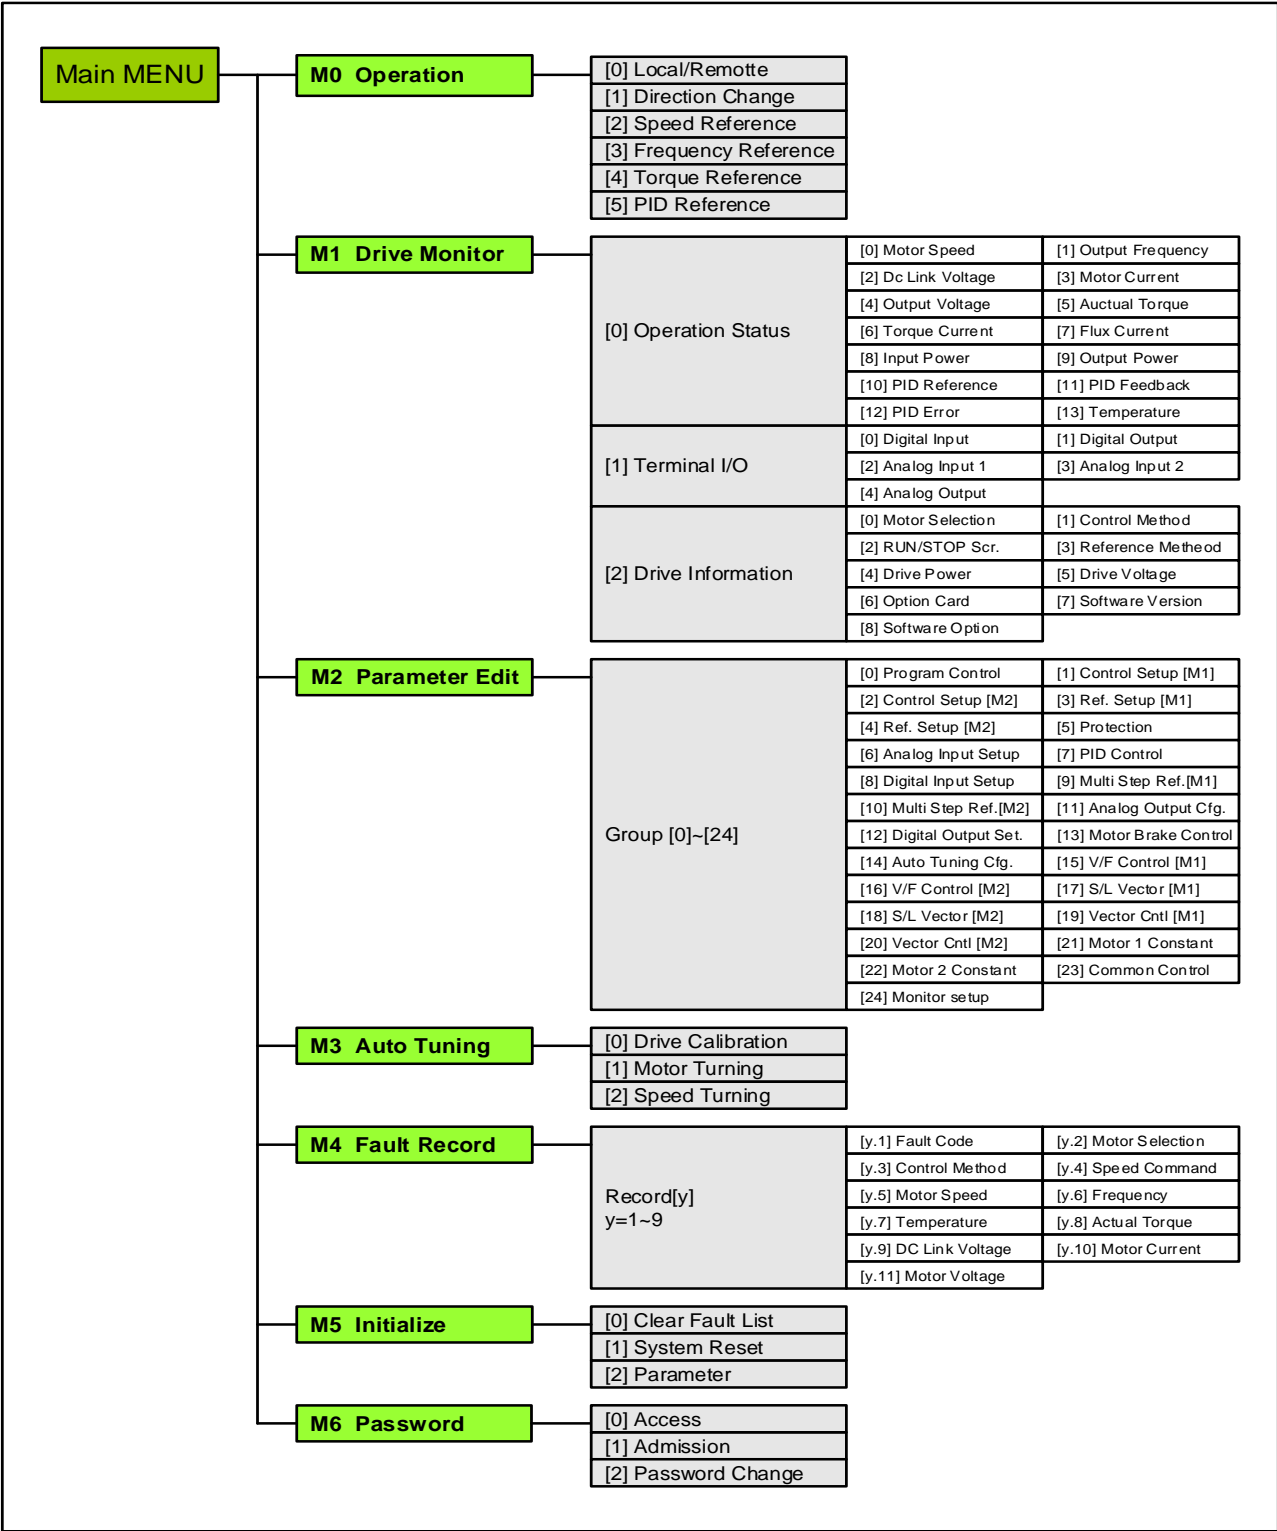 Main MENU
M0 Operation
[0] Local/Remotte
[1] Direction Change
[2] Speed Reference
[3] Frequency Reference
[4] Torque Reference
[5] PID Reference
M1 Drive Monitor
[0] Operation Status
[0] Motor Speed
[1] Output Frequency
[2] Dc Link Voltage
[3] Motor Current
[4] Output Voltage
[5] Auctual Torque
[6] Torque Current
[7] Flux Current
[8] Input Power
[9] Output Power
[10] PID Reference
[11] PID Feedback
[12] PID Error
[13] Temperature
[1] Terminal I/O
[0] Digital Input
[1] Digital Output
[2] Analog Input 1
[3] Analog Input 2
[4] Analog Output
[2] Drive Information
[0] Motor Selection
[1] Control Method
[2] RUN/STOP Scr.
[3] Reference Metheod
[4] Drive Power
[5] Drive Voltage
[6] Option Card
[7] Software Version
[8] Software Option
M2 Parameter Edit
Group [0]~[24]
[0] Program Control
[1] Control Setup [M1]
[2] Control Setup [M2]
[3] Ref. Setup [M1]
[4] Ref. Setup [M2]
[5] Protection
[6] Analog Input Setup
[7] PID Control
[8] Digital Input Setup
[9] Multi Step Ref.[M1]
[10] Multi Step Ref.[M2]
[11] Analog Output Cfg.
[12] Digital Output Set.
[13] Motor Brake Control
[14] Auto Tuning Cfg.
[15] V/F Control [M1]
[16] V/F Control [M2]
[17] S/L Vector [M1]
[18] S/L Vector [M2]
[19] Vector Cntl [M1]
[20] Vector Cntl [M2]
[21] Motor 1 Constant
[22] Motor 2 Constant
[23] Common Control
[24] Monitor setup
M3 Auto Tuning
[0] Drive Calibration
[1] Motor Turning
[2] Speed Turning
M4 Fault Record
Record[y]
y=1~9
[y.1] Fault Code
[y.2] Motor Selection
[y.3] Control Method
[y.4] Speed Command
[y.5] Motor Speed
[y.6] Frequency
[y.7] Temperature
[y.8] Actual Torque
[y.9] DC Link Voltage
[y.10] Motor Current
[y.11] Motor Voltage
M5 Initialize
[0] Clear Fault List
[1] System Reset
[2] Parameter
M6 Password
[0] Access
[1] Admission
[2] Password Change